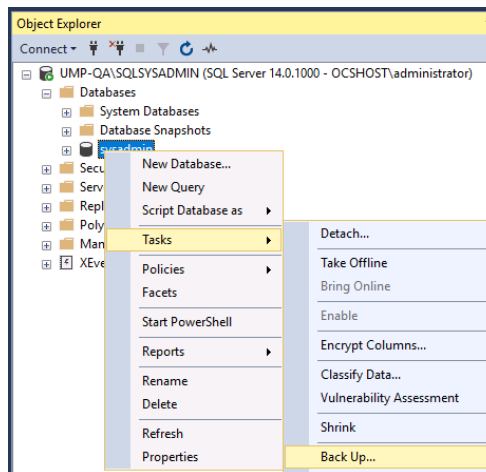 Object Explorer
Connect
UMP-QA\SQLSYSADMIN (SQL Server 14.0.1000 - OCSHOST\administrator)
Databases
System Databases
Database Snapshots
sysadmin
Secu
Serv
Repl
Poly
Man
XEve
New Database...
New Query
Script Database as
Tasks
Policies
Facets
Start PowerShell
Reports
Rename
Delete
Refresh
Properties
Detach...
Take Offline
Bring Online
Enable
Encrypt Columns...
Classify Data...
Vulnerability Assessment
Shrink
Back Up...